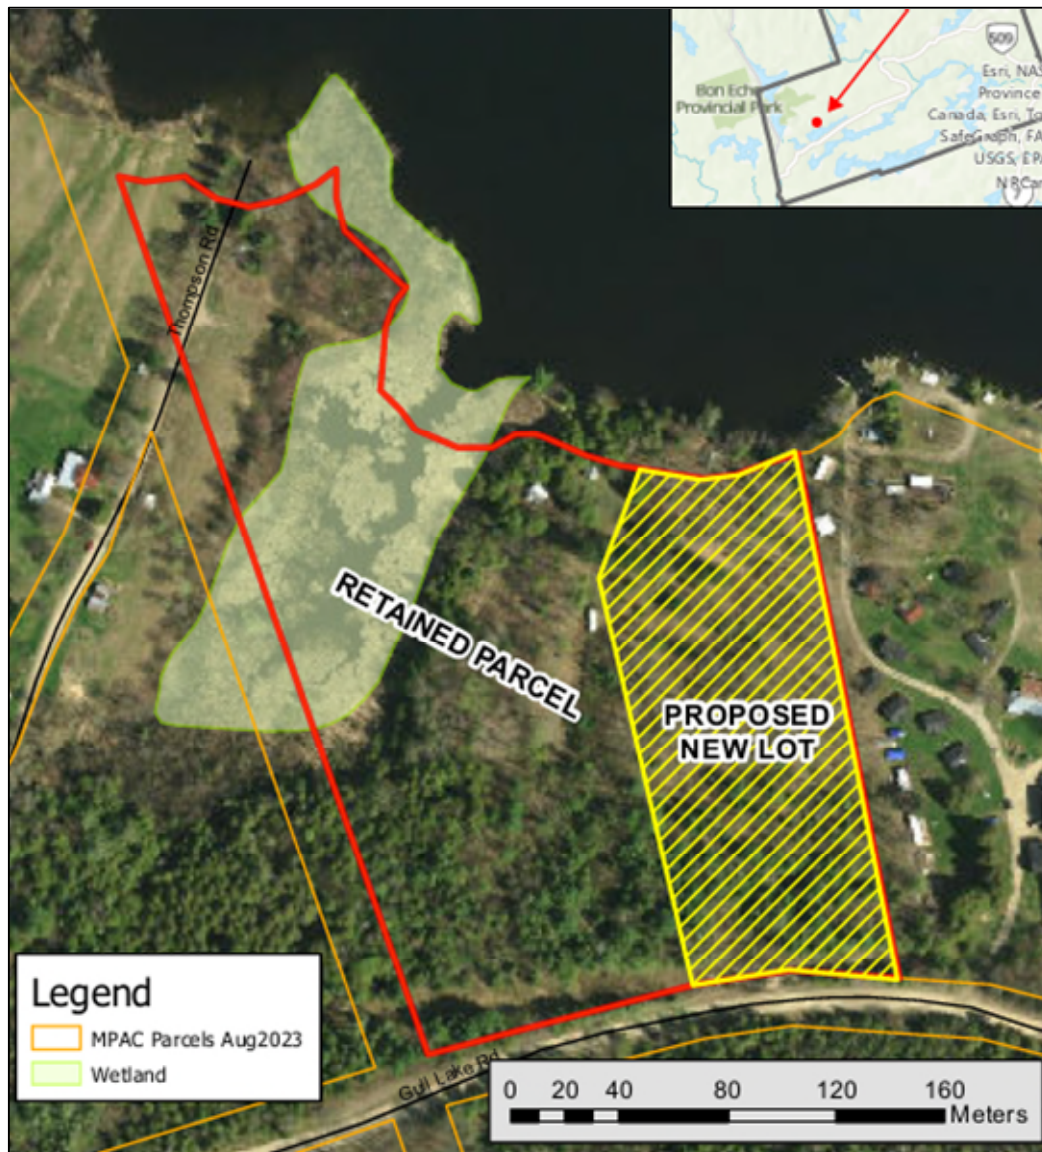 509
Bon Echo
Provincial Park
Esri, NAS
Province
Canada, Esri, To
SafeGraph, FA
USGS, EPA
NRCan
7
Thompson Rd
RETAINED PARCEL
PROPOSED
NEW LOT
Legend
MPAC Parcels Aug2023
Wetland
Gull Lake Rd
0 20 40 80 120 160
Meters